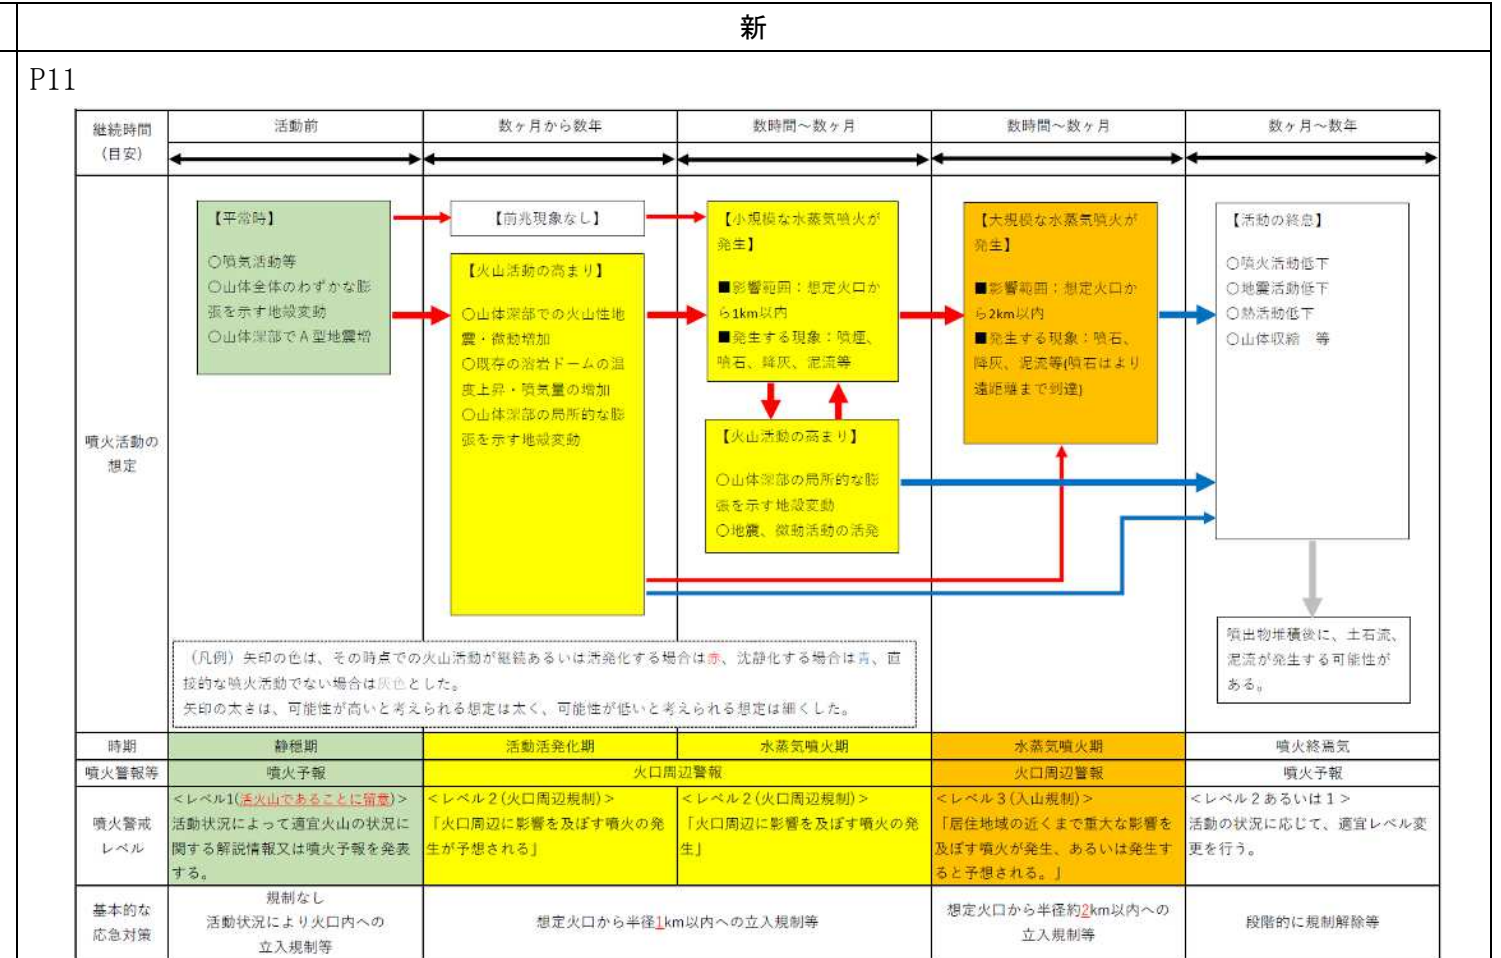 新
P11
継続時間
(目安)
活動前
数ヶ月から数年
数時間～数ヶ月
数時間～数ヶ月
数ヶ月～数年
噴火活動の
想定
【平常時】
○噴気活動等
○山体全体のわずかな膨
張を示す地殻変動
○山体深部でA型地震増
【前兆現象なし】
【火山活動の高まり】
○山体深部での火山性地
震・微動増加
○既存の溶岩ドームの温
度上昇・噴気量の増加
○山体深部の局所的な膨
張を示す地殻変動
【小規模な水蒸気噴火が
発生】
■影響範囲：想定火口か
ら1km以内
■発生する現象：噴煙、
噴石、降灰、泥流等
【火山活動の高まり】
○山体深部の局所的な膨
張を示す地殻変動
○地震、微動活動の活発
【大規模な水蒸気噴火が
発生】
■影響範囲：想定火口か
ら2km以内
■発生する現象：噴石、
降灰、泥流等(噴石はより
遠距離まで到達)
【活動の終息】
○噴火活動低下
○地震活動低下
○熱活動低下
○山体収縮　等
噴出物堆積後に、土石流、
泥流が発生する可能性が
ある。
（凡例）矢印の色は、その時点での火山活動が継続あるいは活発化する場合は赤、沈静化する場合は青、直
接的な噴火活動でない場合は灰色とした。
矢印の太さは、可能性が高いと考えられる想定は太く、可能性が低いと考えられる想定は細くした。
時期
静穏期
活動活発化期
水蒸気噴火期
水蒸気噴火期
噴火終焉気
噴火警報等
噴火予報
火口周辺警報
火口周辺警報
噴火予報
噴火警戒
レベル
＜レベル1(活火山であることに留意)＞
活動状況によって適宜火山の状況に
関する解説情報又は噴火予報を発表
する。
＜レベル２(火口周辺規制)＞
「火口周辺に影響を及ぼす噴火の発
生が予想される」
＜レベル２(火口周辺規制)＞
「火口周辺に影響を及ぼす噴火の発
生」
＜レベル３(入山規制)＞
「居住地域の近くまで重大な影響を
及ぼす噴火が発生、あるいは発生す
ると予想される。」
＜レベル２あるいは１＞
活動の状況に応じて、適宜レベル変
更を行う。
基本的な
応急対策
規制なし
活動状況により火口内への
立入規制等
想定火口から半径1km以内への立入規制等
想定火口から半径約2km以内への
立入規制等
段階的に規制解除等